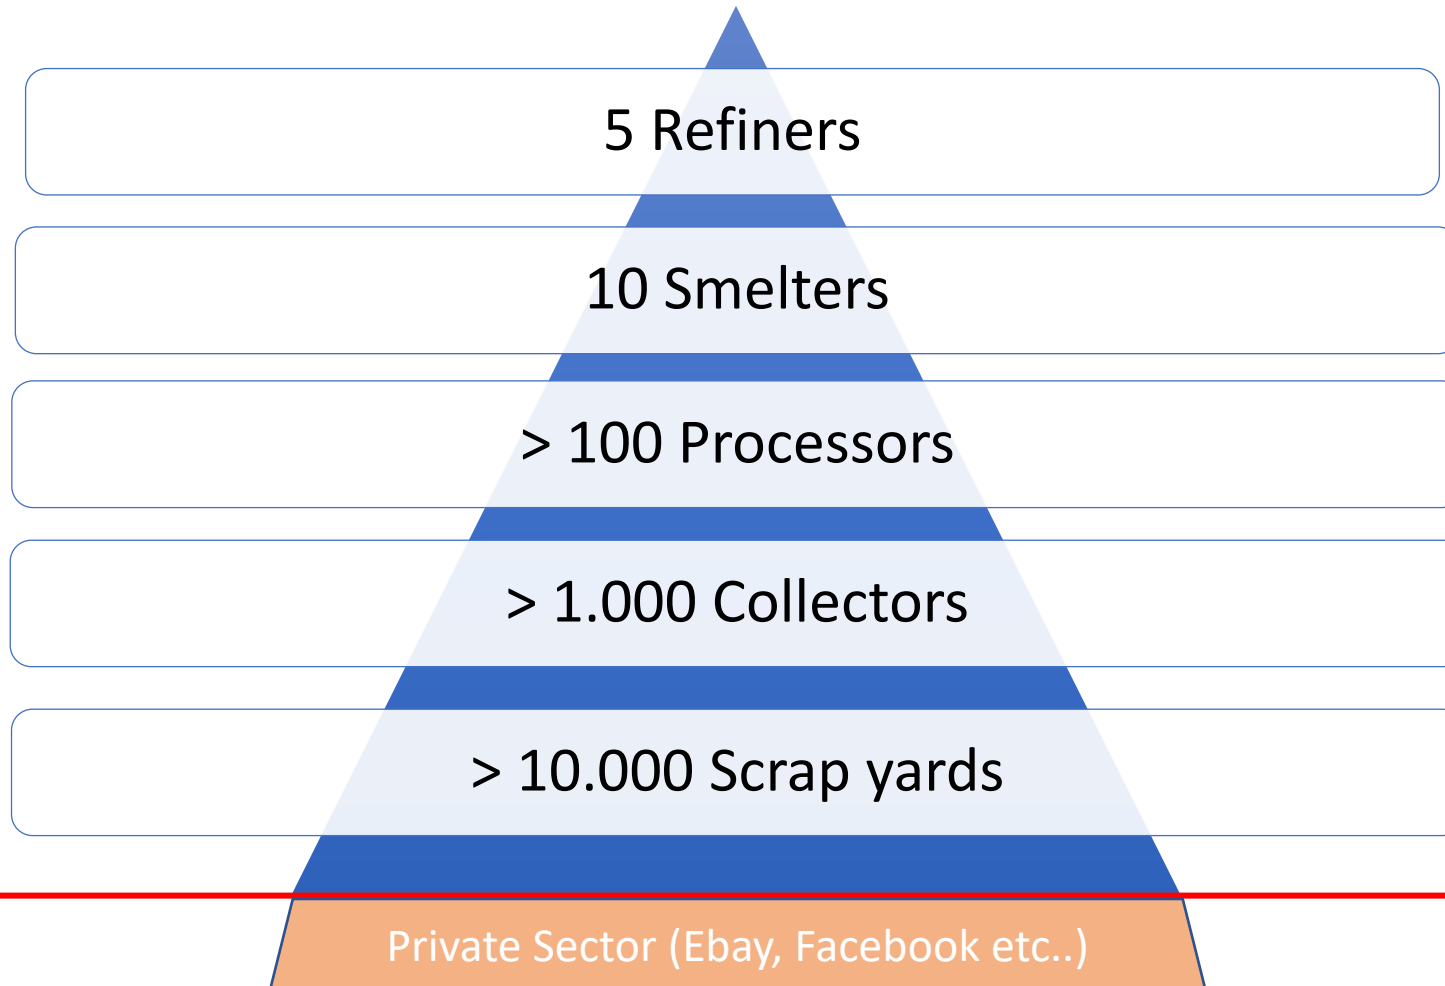 5 Refiners
10 Smelters
> 100 Processors
> 1.000 Collectors
> 10.000 Scrap yards
Private Sector (Ebay, Facebook etc..)